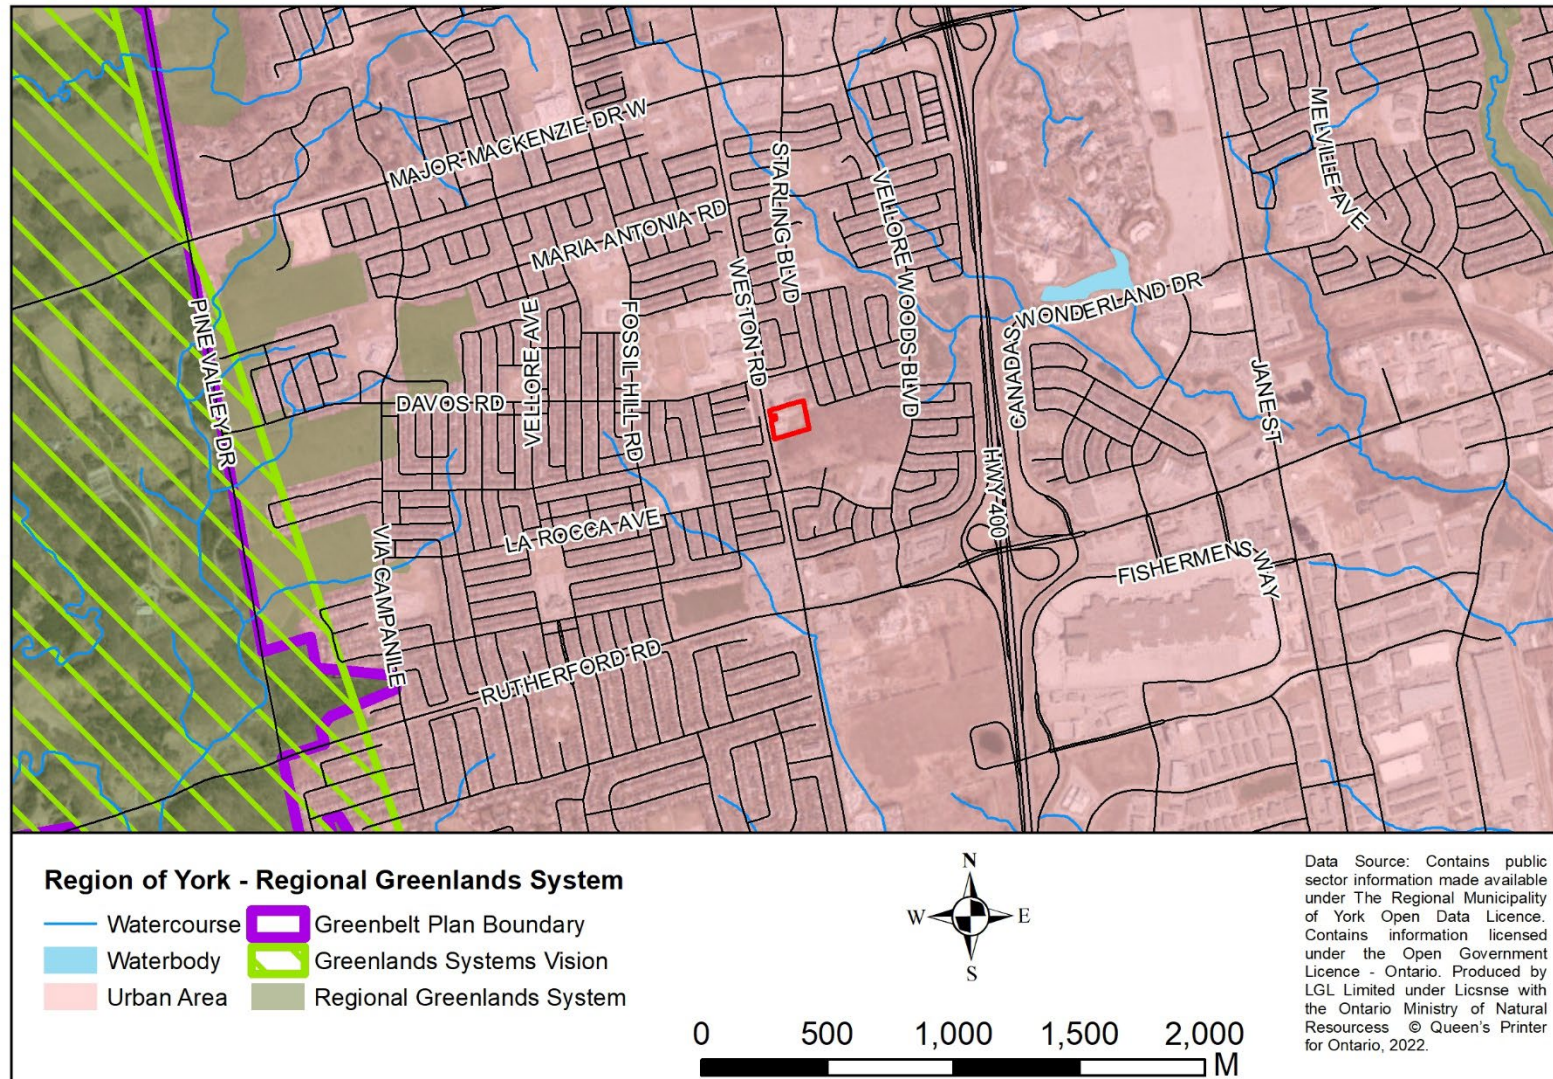 MAJOR MACKENZIE DR W
MELVILLE AVE
STARLING BLVD
VELLORE WOODS BLVD
MARIA ANTONIA RD
WESTON RD
CANADAS WONDERLAND DR
PINE VALLEY DR
VELLORE AVE
FOSSIL HILL RD
JANE ST
DAVOS RD
HWY 400
LA ROCCA AVE
VIA CAMPANILE
FISHERMENS WAY
RUTHERFORD RD
Region of York - Regional Greenlands System
Watercourse
Greenbelt Plan Boundary
Waterbody
Greenlands Systems Vision
Urban Area
Regional Greenlands System
N
W
E
S
0 500 1,000 1,500 2,000
M
Data Source: Contains public
sector information made available
under The Regional Municipality
of York Open Data Licence.
Contains information licensed
under the Open Government
Licence - Ontario. Produced by
LGL Limited under Licsnse with
the Ontario Ministry of Natural
Resourcess © Queen's Printer
for Ontario, 2022.